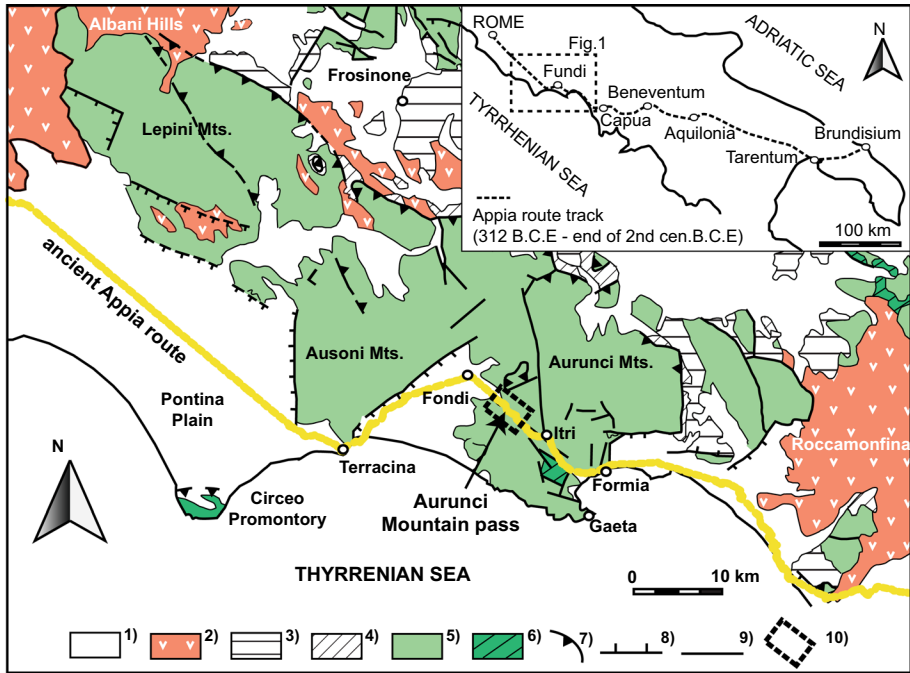 Albani Hills
Frosinone
Lepini Mts.
ancient Appia route
Ausoni Mts.
Aurunci Mts.
Pontina
Plain
Fondi
Itri
Terracina
Formia
Roccamonfina
Circeo
Promontory
Aurunci
Mountain pass
Gaeta
N
THYRRENIAN SEA
0 10 km
ROME
Fig.1
Fundi
ADRIATIC SEA
N
Beneventum
Capua
Aquilonia
Brundisium
Tarentum
TYRRHENIAN SEA
Appia route track
(312 B.C.E - end of 2nd cen.B.C.E)
100 km
1) 2) 3) 4) 5) 6) 7) 8) 9) 10)